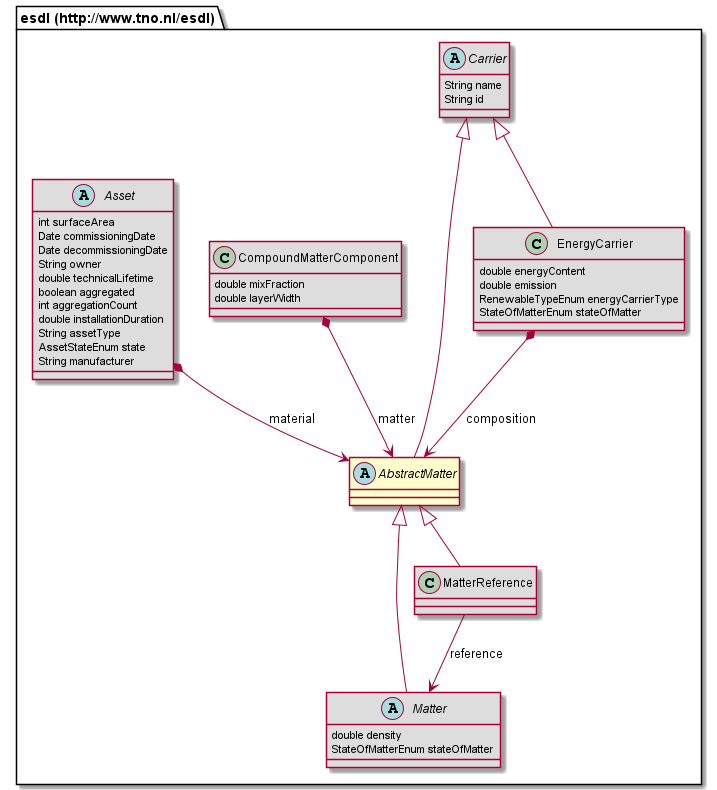 esdl (http://www.tno.nl/esdl)
A Carrier
String name
String id
A Asset
int surfaceArea
Date commissioningDate
Date decommissioningDate
String owner
double technicalLifetime
boolean aggregated
int aggregationCount
double installationDuration
String assetType
AssetStateEnum state
String manufacturer
C CompoundMatterComponent
double mixFraction
double layerWidth
C EnergyCarrier
double energyContent
double emission
RenewableTypeEnum energyCarrierType
StateOfMatterEnum stateOfMatter
material
matter
composition
A AbstractMatter
C MatterReference
reference
A Matter
double density
StateOfMatterEnum stateOfMatter